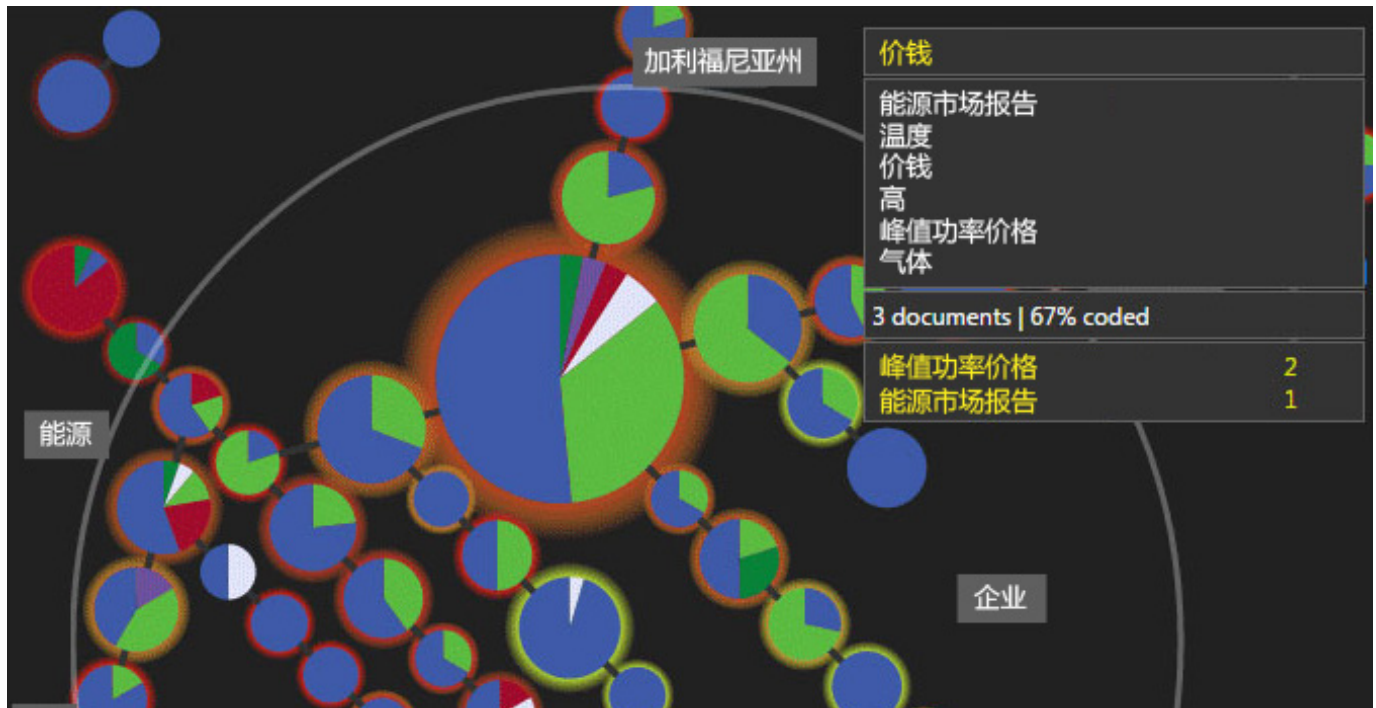 加利福尼亚州
价钱
能源市场报告
温度
价钱
高
峰值功率价格
气体
3 documents | 67% coded
峰值功率价格 2
能源市场报告 1
能源
企业